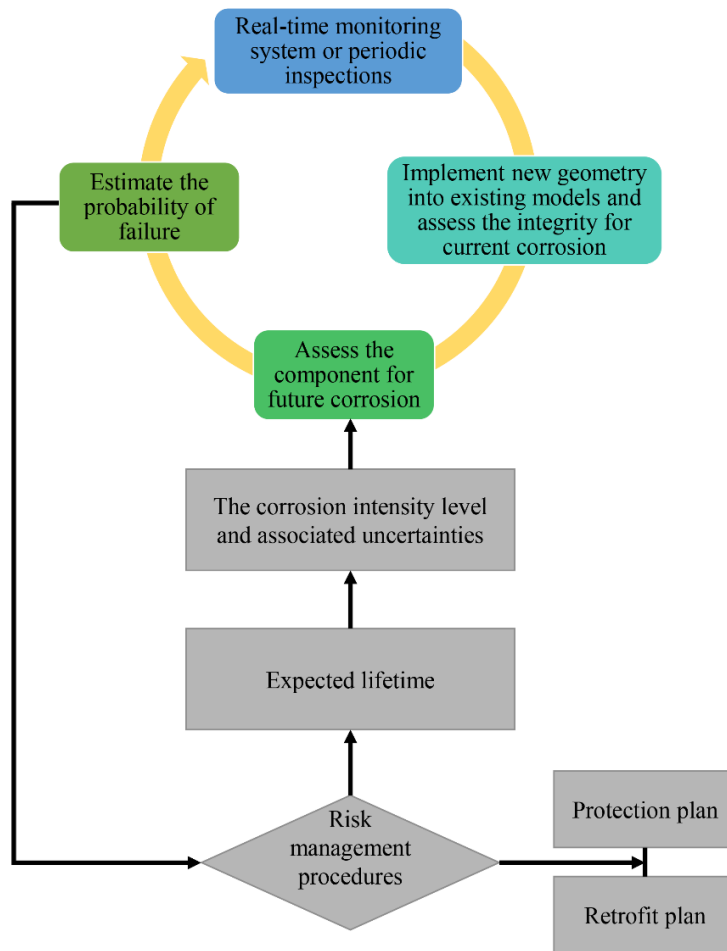 Real-time monitoring
system or periodic
inspections
Estimate the
probability of
failure
Implement new geometry
into existing models and
assess the integrity for
current corrosion
Assess the
component for
future corrosion
The corrosion intensity level
and associated uncertainties
Expected lifetime
Risk
management
procedures
Protection plan
Retrofit plan